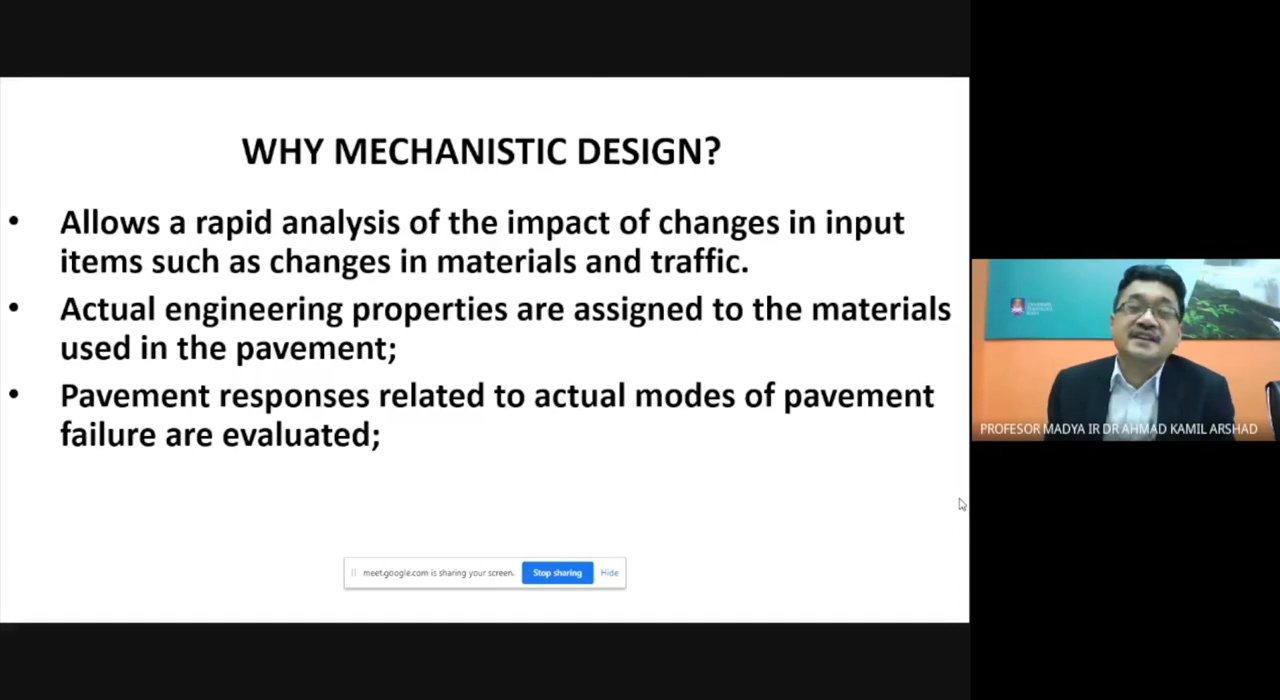 WHY MECHANISTIC DESIGN?
• Allows a rapid analysis of the impact of changes in input
items such as changes in materials and traffic.
• Actual engineering properties are assigned to the materials
used in the pavement;
• Pavement responses related to actual modes of pavement
failure are evaluated;
meet.google.com is sharing your screen. Stop sharing Hide
PROFESOR MADYA IR DR AHMAD KAMIL ARSHAD